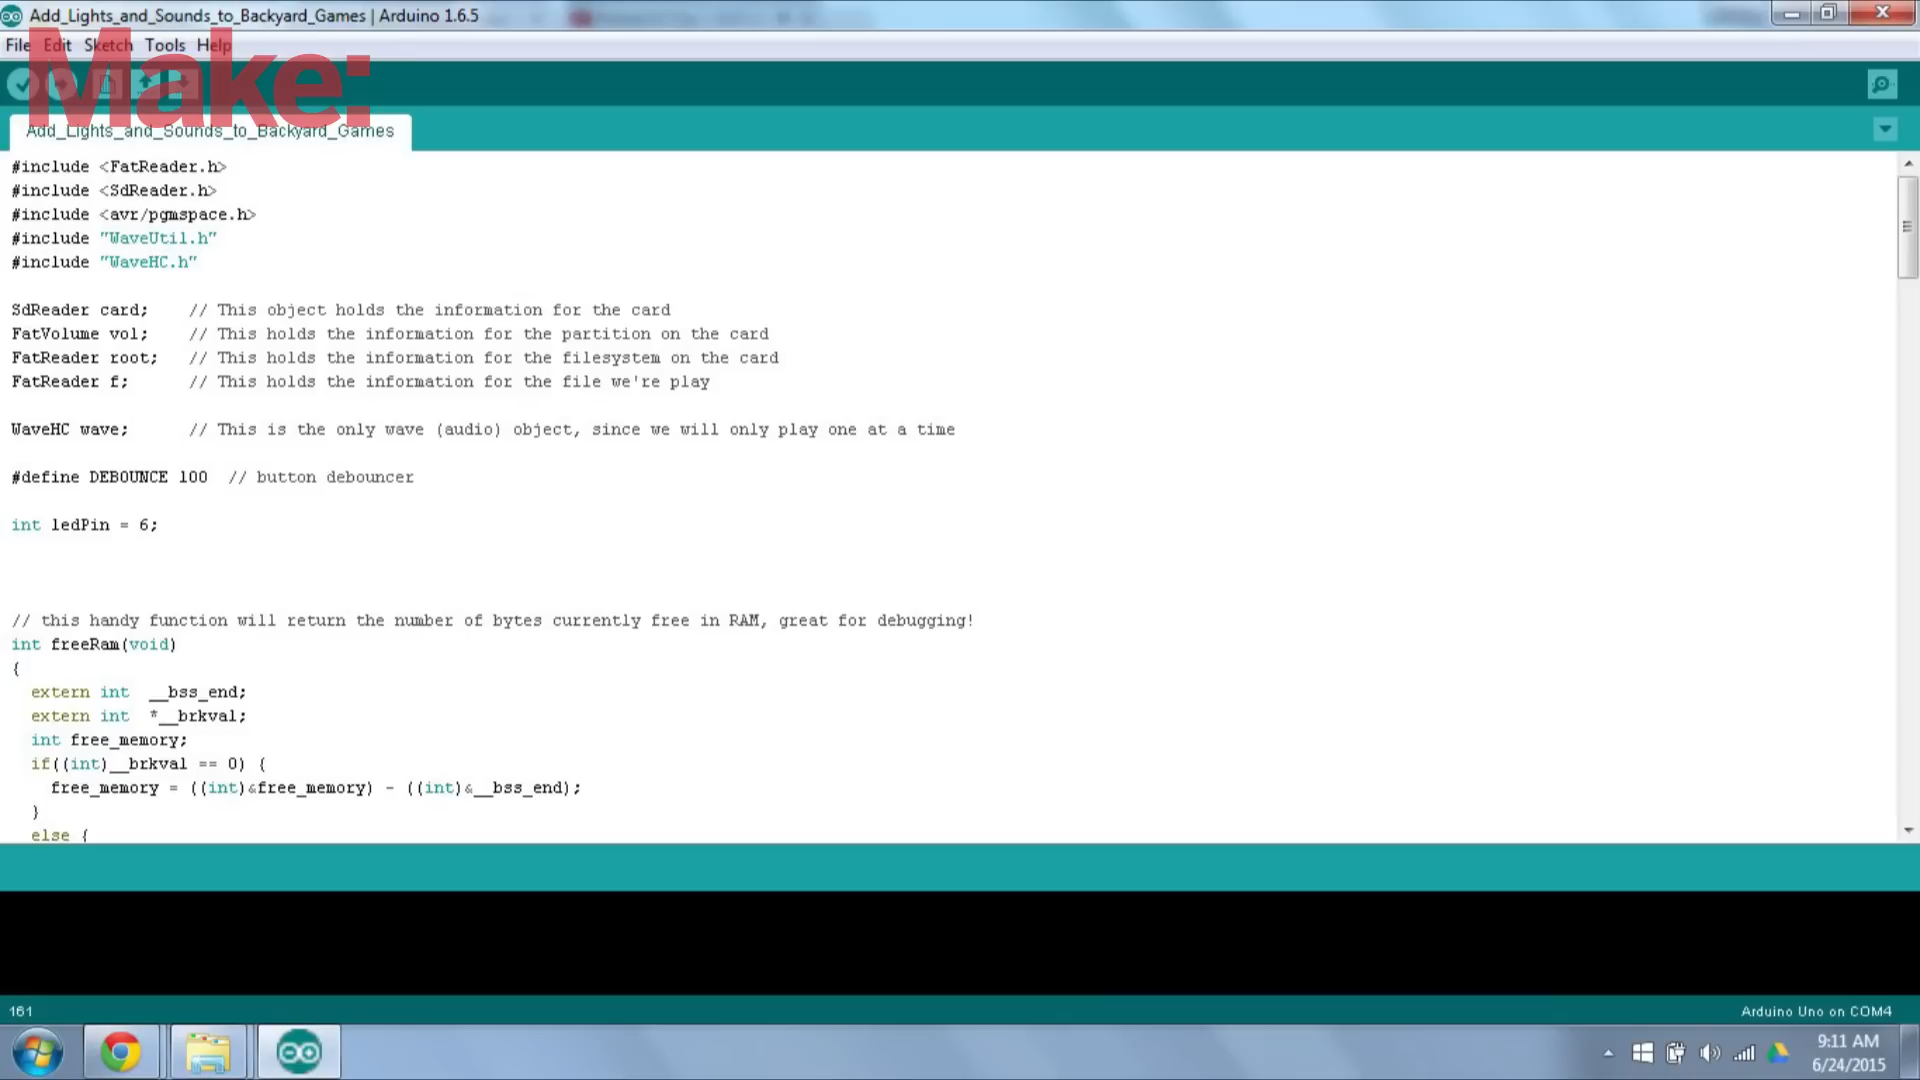 Add_Lights_and_Sounds_to_Backyard_Games | Arduino 1.6.5
File Edit Sketch Tools Help
Make:
Add_Lights_and_Sounds_to_Backyard_Games
#include <FatReader.h>
#include <SdReader.h>
#include <avr/pgmspace.h>
#include "WaveUtil.h"
#include "WaveHC.h"
SdReader card;    // This object holds the information for the card
FatVolume vol;    // This holds the information for the partition on the card
FatReader root;   // This holds the information for the filesystem on the card
FatReader f;      // This holds the information for the file we're play
WaveHC wave;      // This is the only wave (audio) object, since we will only play one at a time
#define DEBOUNCE 100  // button debouncer
int ledPin = 6;
// this handy function will return the number of bytes currently free in RAM, great for debugging!
int freeRam(void)
{
  extern int  __bss_end;
  extern int  *__brkval;
  int free_memory;
  if((int)__brkval == 0) {
    free_memory = ((int)&free_memory) - ((int)&__bss_end);
  }
  else {
161
Arduino Uno on COM4
9:11 AM
6/24/2015